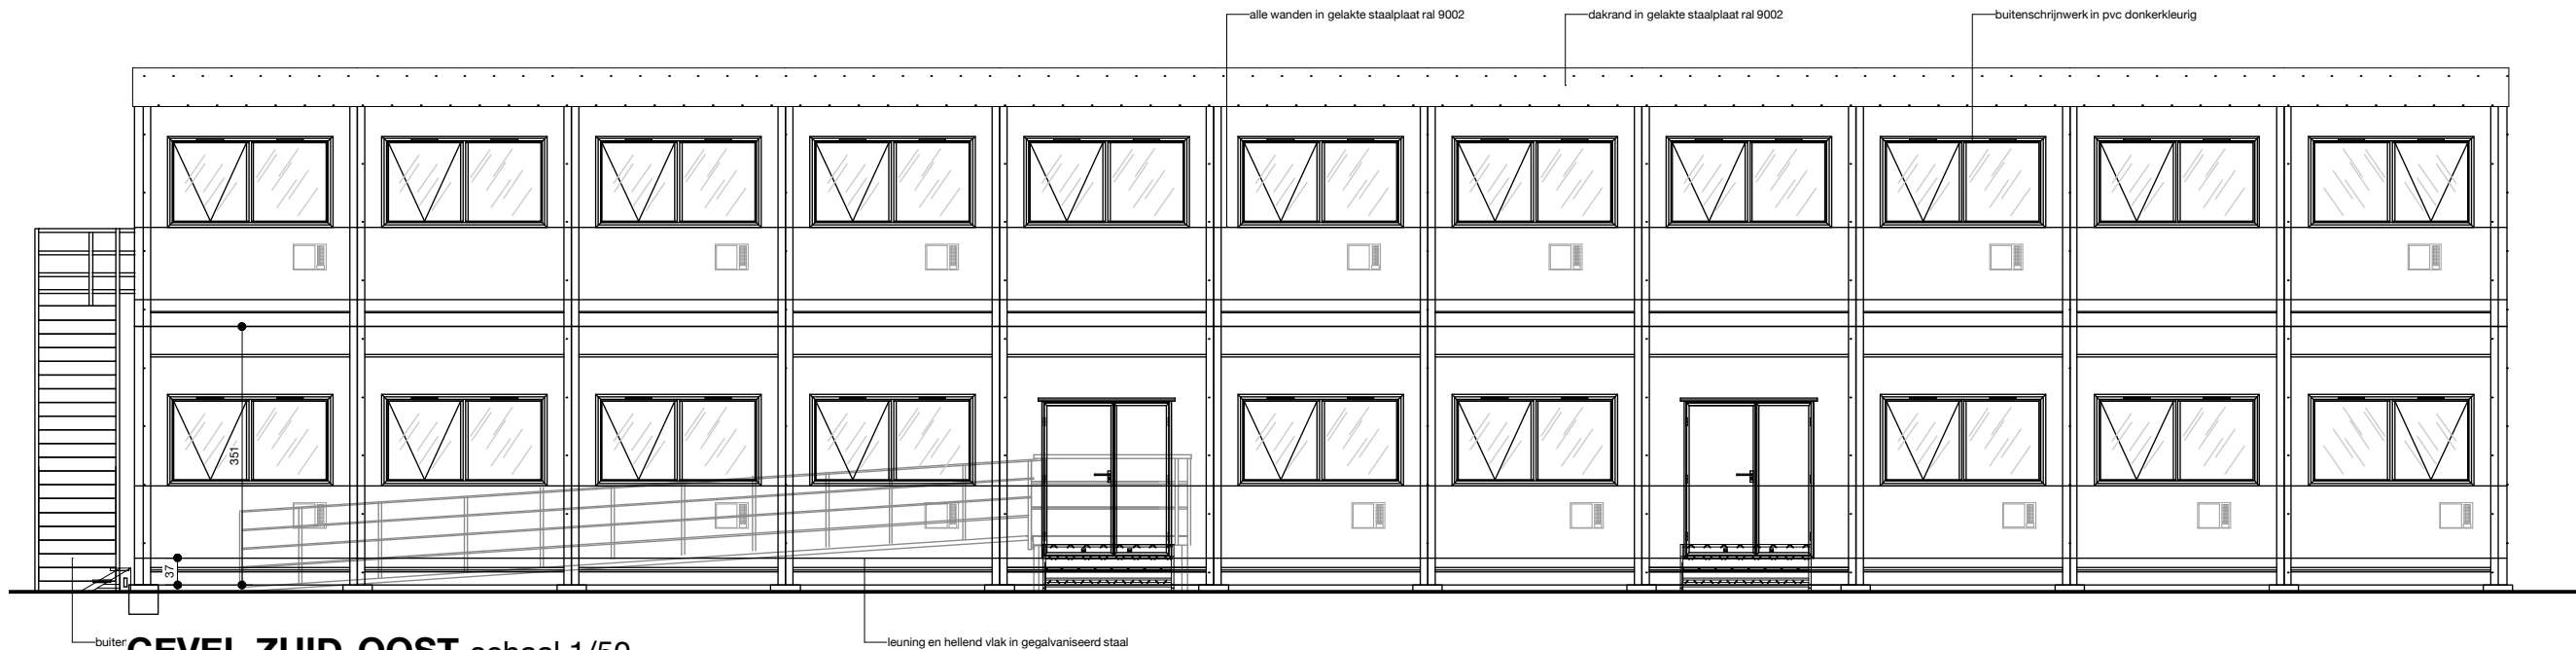 alle wanden in gelakte staalplaat ral 9002
dakrand in gelakte staalplaat ral 9002
buitenschrijnwerk in pvc donkerkleurig
351
37
leuning en hellend vlak in gegalvaniseerd staal
GEVEL ZUID-OOST schaal 1/50